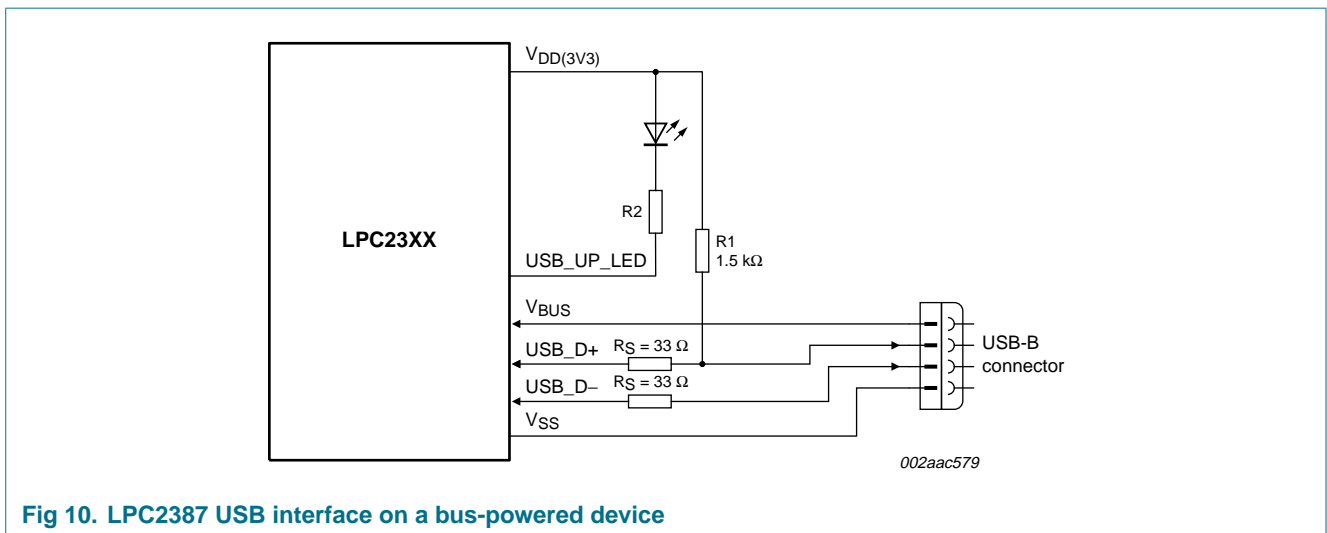 VDD(3V3)
R2
LPC23XX
R1
1.5 kΩ
USB_UP_LED
VBUS
USB_D+
RS = 33 Ω
USB-B
connector
USB_D−
RS = 33 Ω
VSS
002aac579
Fig 10. LPC2387 USB interface on a bus-powered device